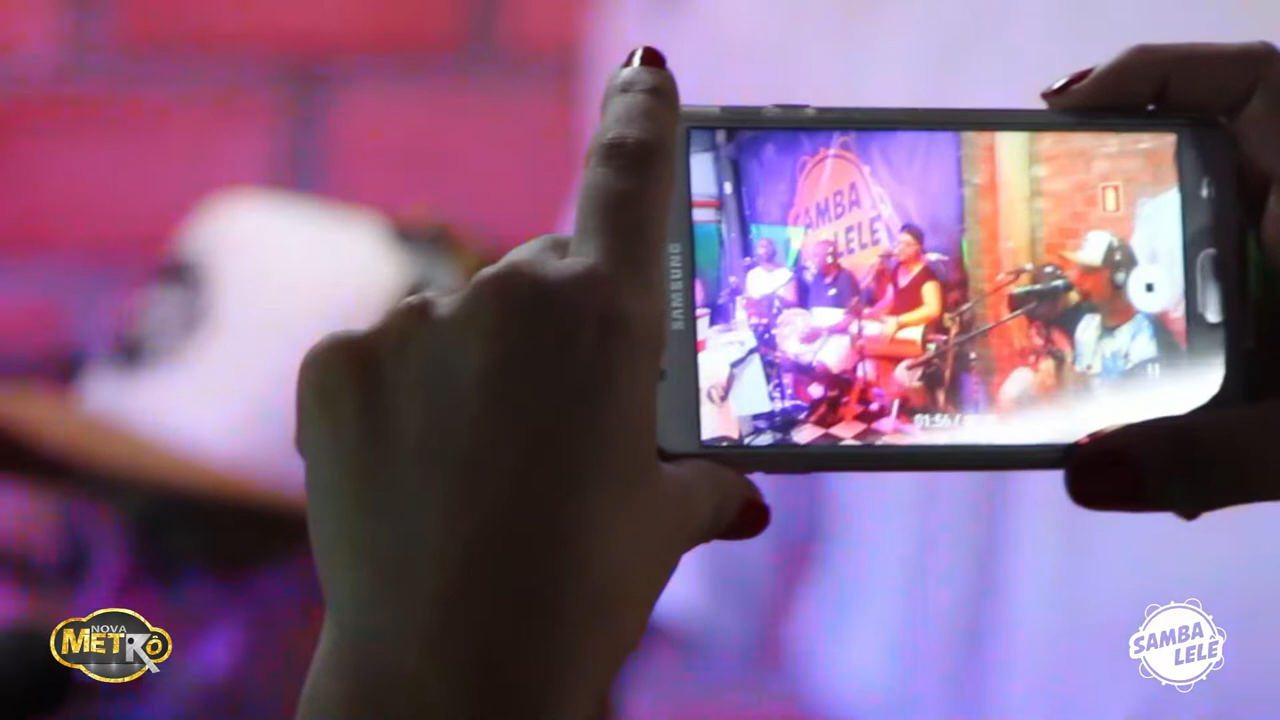 SAMBA
LELÊ
SAMSUNG
NOVA
METRÔ
SAMBA
LELÊ